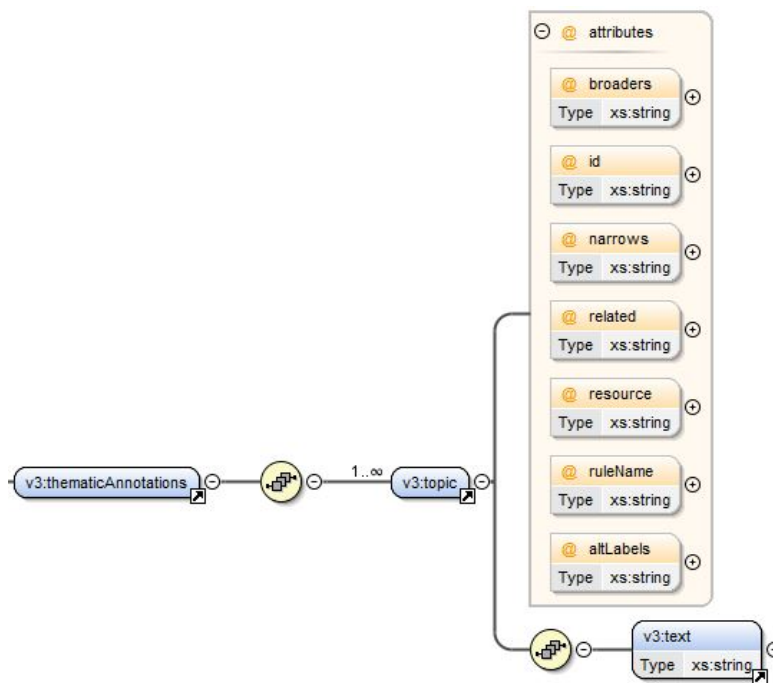 @ attributes
@ broaders
Type xs:string
@ id
Type xs:string
@ narrows
Type xs:string
@ related
Type xs:string
@ resource
Type xs:string
@ ruleName
Type xs:string
@ altLabels
Type xs:string
v3:thematicAnnotations
1..∞
v3:topic
v3:text
Type xs:string